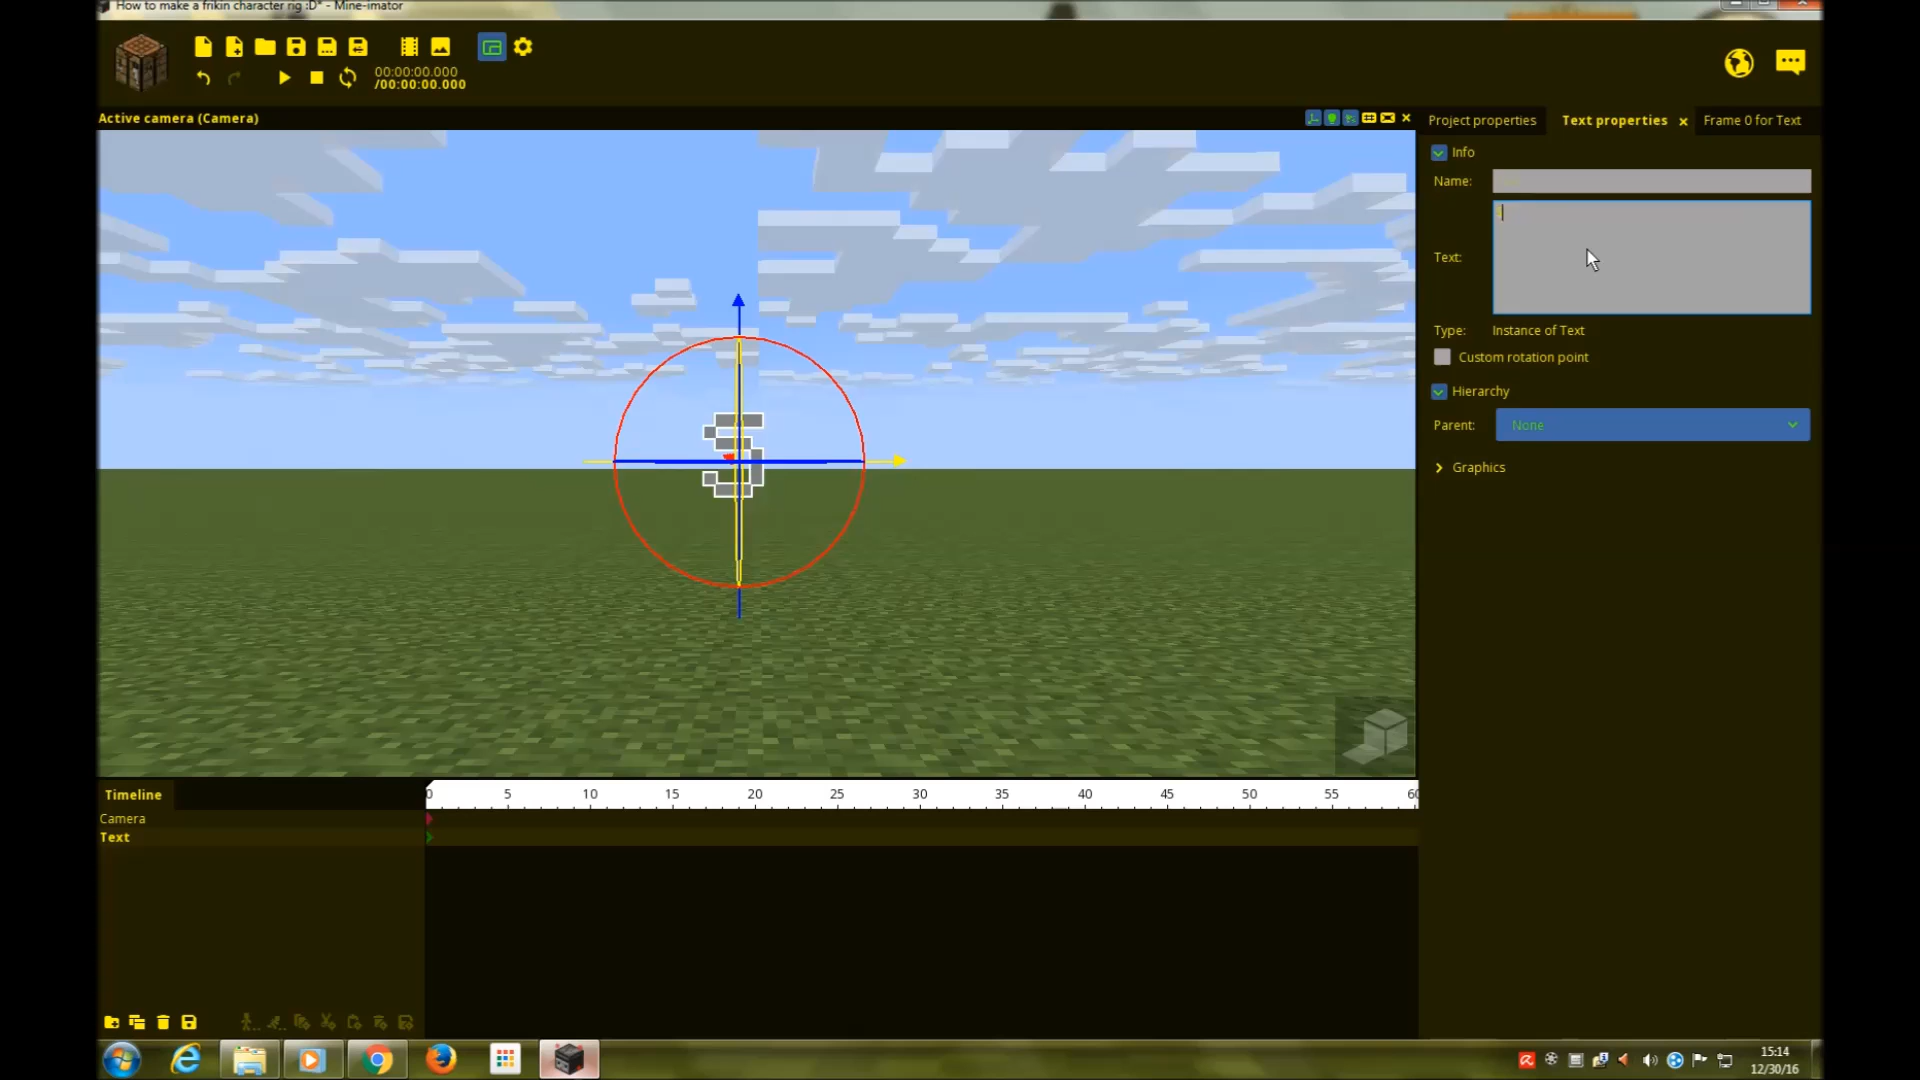 How to make a frikin character rig :D* - Mine-imator
00:00:00.000
/00:00:00.000
Active camera (Camera)
Project properties
Text properties
Frame 0 for Text
Info
Name:
Text:
Type: Instance of Text
Custom rotation point
Hierarchy
Parent: None
Graphics
S
Timeline
0 5 10 15 20 25 30 35 40 45 50 55 60
Camera
Text
15:14
12/30/16